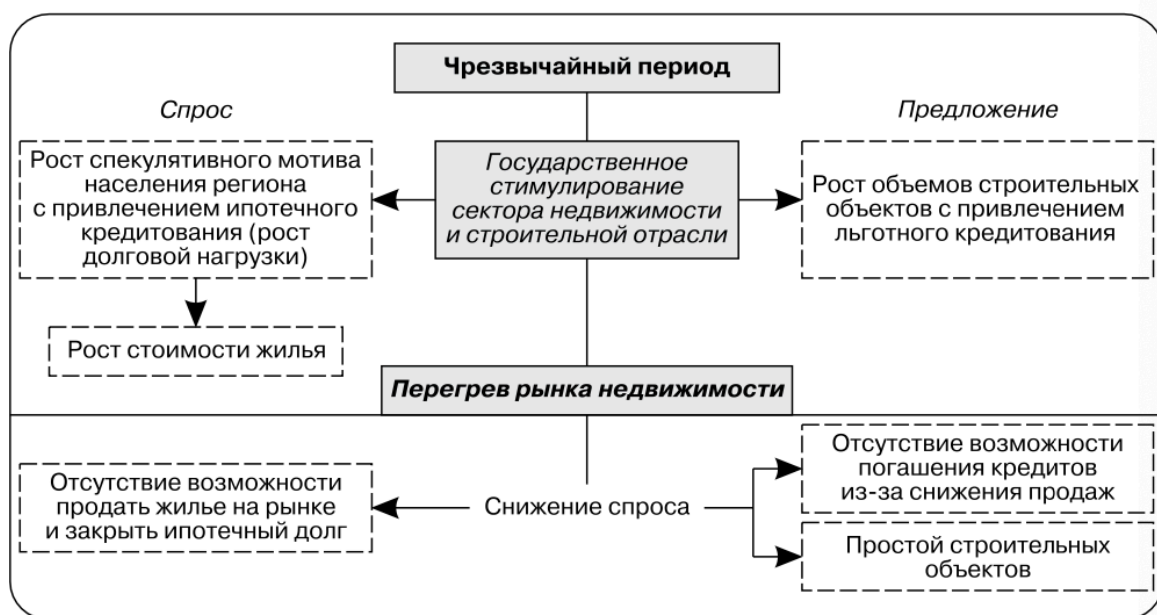 Чрезвычайный период
Спрос
Предложение
Рост спекулятивного мотива
населения региона
с привлечением ипотечного
кредитования (рост
долговой нагрузки)
Государственное
стимулирование
сектора недвижимости
и строительной отрасли
Рост объемов строительных
объектов с привлечением
льготного кредитования
Рост стоимости жилья
Перегрев рынка недвижимости
Отсутствие возможности
продать жилье на рынке
и закрыть ипотечный долг
Снижение спроса
Отсутствие возможности
погашения кредитов
из-за снижения продаж
Простой строительных
объектов